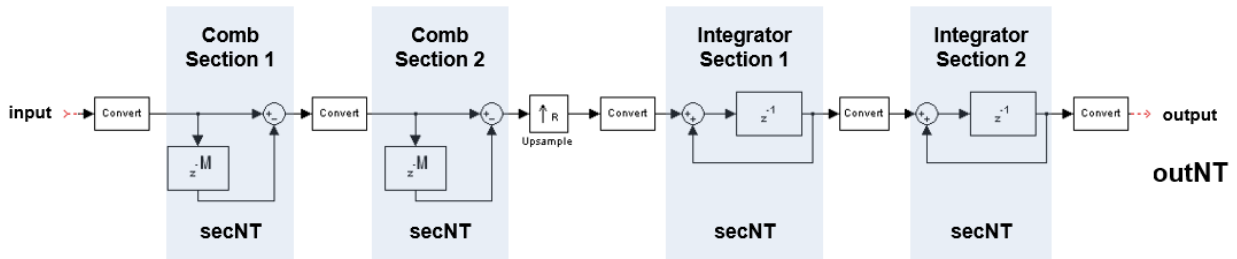 Comb
Section 1
Comb
Section 2
Integrator
Section 1
Integrator
Section 2
input
Convert
+
−
Convert
+
−
↑ R
Upsample
Convert
+
+
z-1
Convert
+
+
z-1
Convert
output
z-M
z-M
outNT
secNT
secNT
secNT
secNT